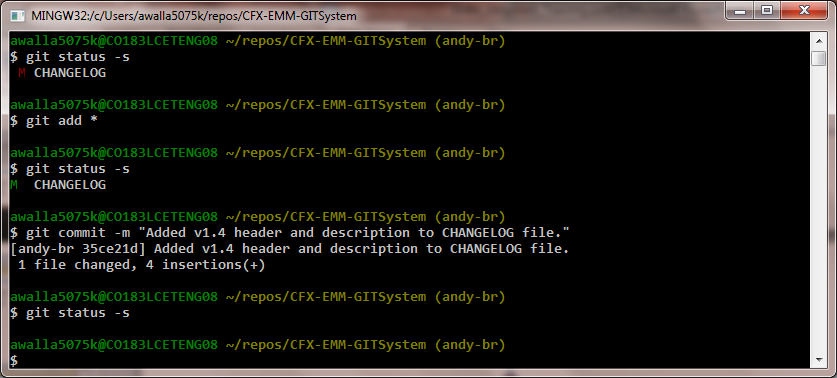 MINGW32:/c/Users/awalla5075k/repos/CFX-EMM-GITSystem
awalla5075k@CO183LCETENG08 ~/repos/CFX-EMM-GITSystem (andy-br)
$ git status -s
 M CHANGELOG
awalla5075k@CO183LCETENG08 ~/repos/CFX-EMM-GITSystem (andy-br)
$ git add *
awalla5075k@CO183LCETENG08 ~/repos/CFX-EMM-GITSystem (andy-br)
$ git status -s
M  CHANGELOG
awalla5075k@CO183LCETENG08 ~/repos/CFX-EMM-GITSystem (andy-br)
$ git commit -m "Added v1.4 header and description to CHANGELOG file."
[andy-br 35ce21d] Added v1.4 header and description to CHANGELOG file.
 1 file changed, 4 insertions(+)
awalla5075k@CO183LCETENG08 ~/repos/CFX-EMM-GITSystem (andy-br)
$ git status -s
awalla5075k@CO183LCETENG08 ~/repos/CFX-EMM-GITSystem (andy-br)
$